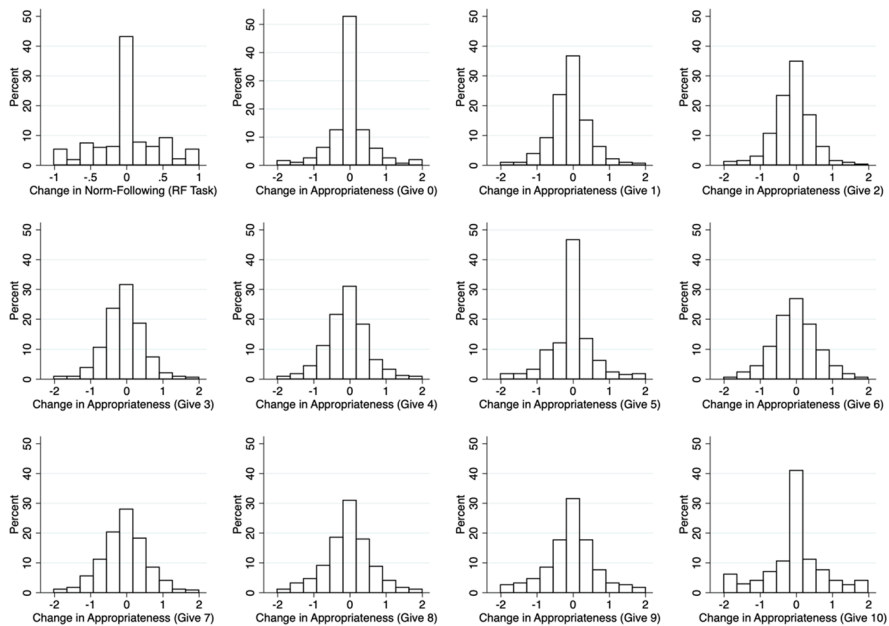 Percent
0 10 20 30 40 50
-1 -.5 0 .5 1
Change in Norm-Following (RF Task)
Percent
0 10 20 30 40 50
-2 -1 0 1 2
Change in Appropriateness (Give 0)
Percent
0 10 20 30 40 50
-2 -1 0 1 2
Change in Appropriateness (Give 1)
Percent
0 10 20 30 40 50
-2 -1 0 1 2
Change in Appropriateness (Give 2)
Percent
0 10 20 30 40 50
-2 -1 0 1 2
Change in Appropriateness (Give 3)
Percent
0 10 20 30 40 50
-2 -1 0 1 2
Change in Appropriateness (Give 4)
Percent
0 10 20 30 40 50
-2 -1 0 1 2
Change in Appropriateness (Give 5)
Percent
0 10 20 30 40 50
-2 -1 0 1 2
Change in Appropriateness (Give 6)
Percent
0 10 20 30 40 50
-2 -1 0 1 2
Change in Appropriateness (Give 7)
Percent
0 10 20 30 40 50
-2 -1 0 1 2
Change in Appropriateness (Give 8)
Percent
0 10 20 30 40 50
-2 -1 0 1 2
Change in Appropriateness (Give 9)
Percent
0 10 20 30 40 50
-2 -1 0 1 2
Change in Appropriateness (Give 10)